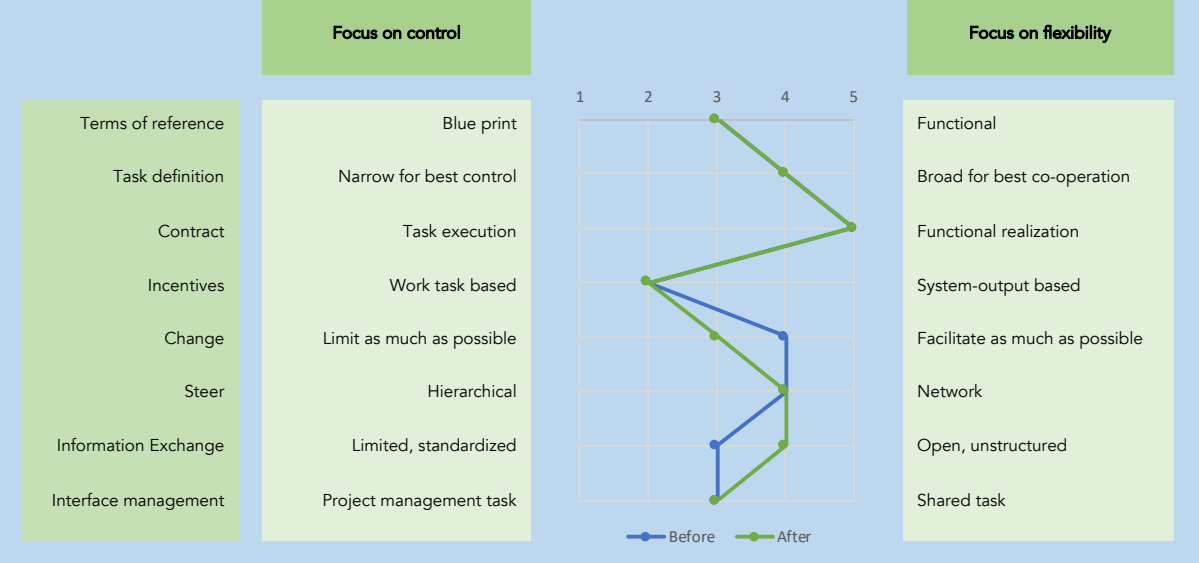 Focus on control
Focus on flexibility
1 2 3 4 5
Terms of reference Blue print Functional
Task definition Narrow for best control Broad for best co-operation
Contract Task execution Functional realization
Incentives Work task based System-output based
Change Limit as much as possible Facilitate as much as possible
Steer Hierarchical Network
Information Exchange Limited, standardized Open, unstructured
Interface management Project management task Shared task
Before After